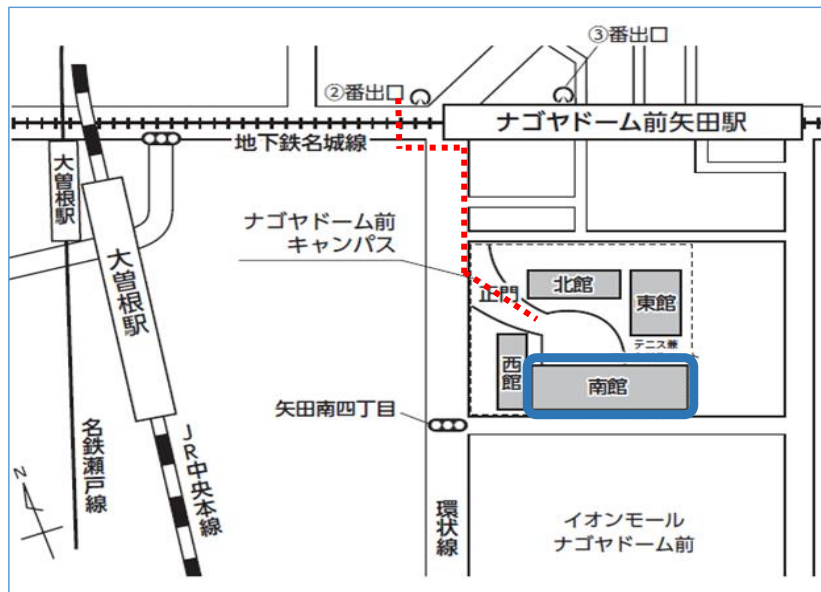 ③番出口
②番出口
ナゴヤドーム前矢田駅
地下鉄名城線
大曽根駅
大曽根駅
ナゴヤドーム前
キャンパス
正門
北館
東館
テニス兼
西館
南館
矢田南四丁目
名鉄瀬戸線
JR中央本線
環状線
イオンモール
ナゴヤドーム前
N